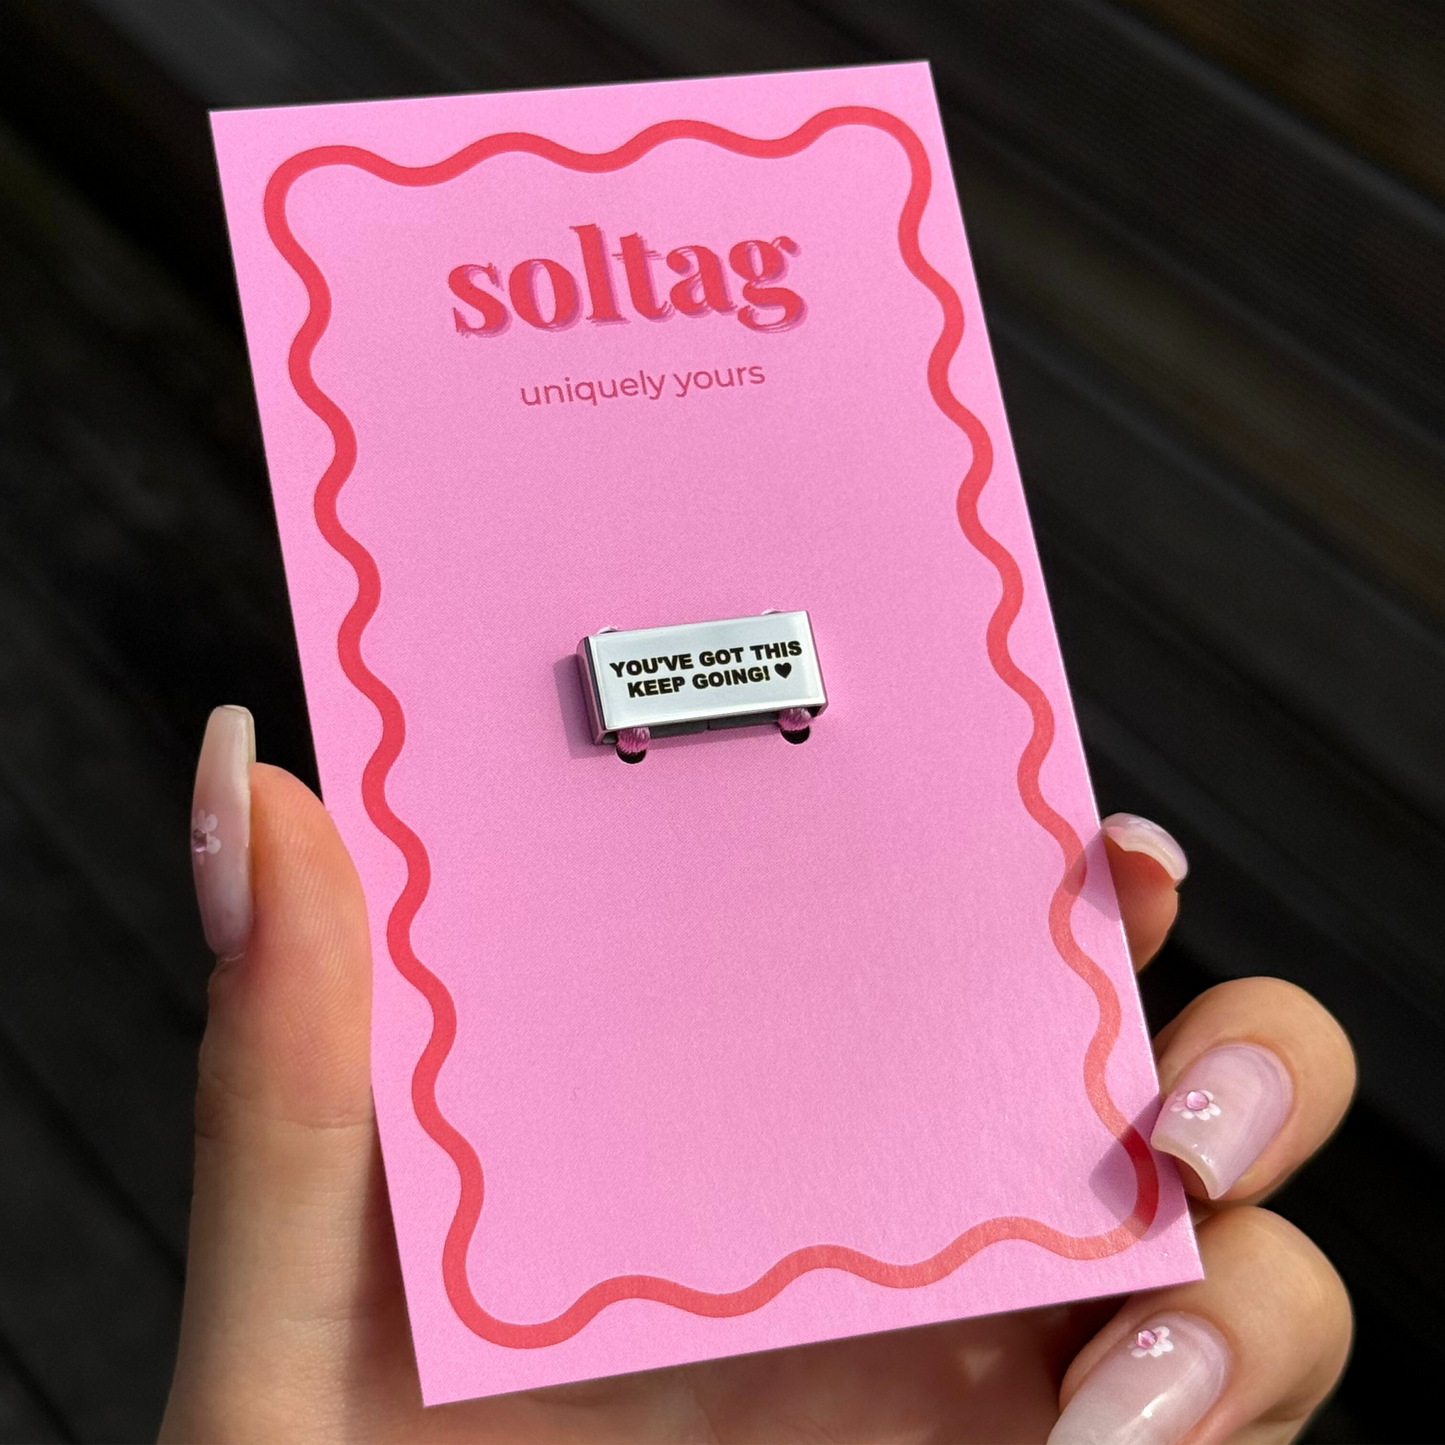 soltag
uniquely yours
YOU'VE GOT THIS
KEEP GOING! ♥